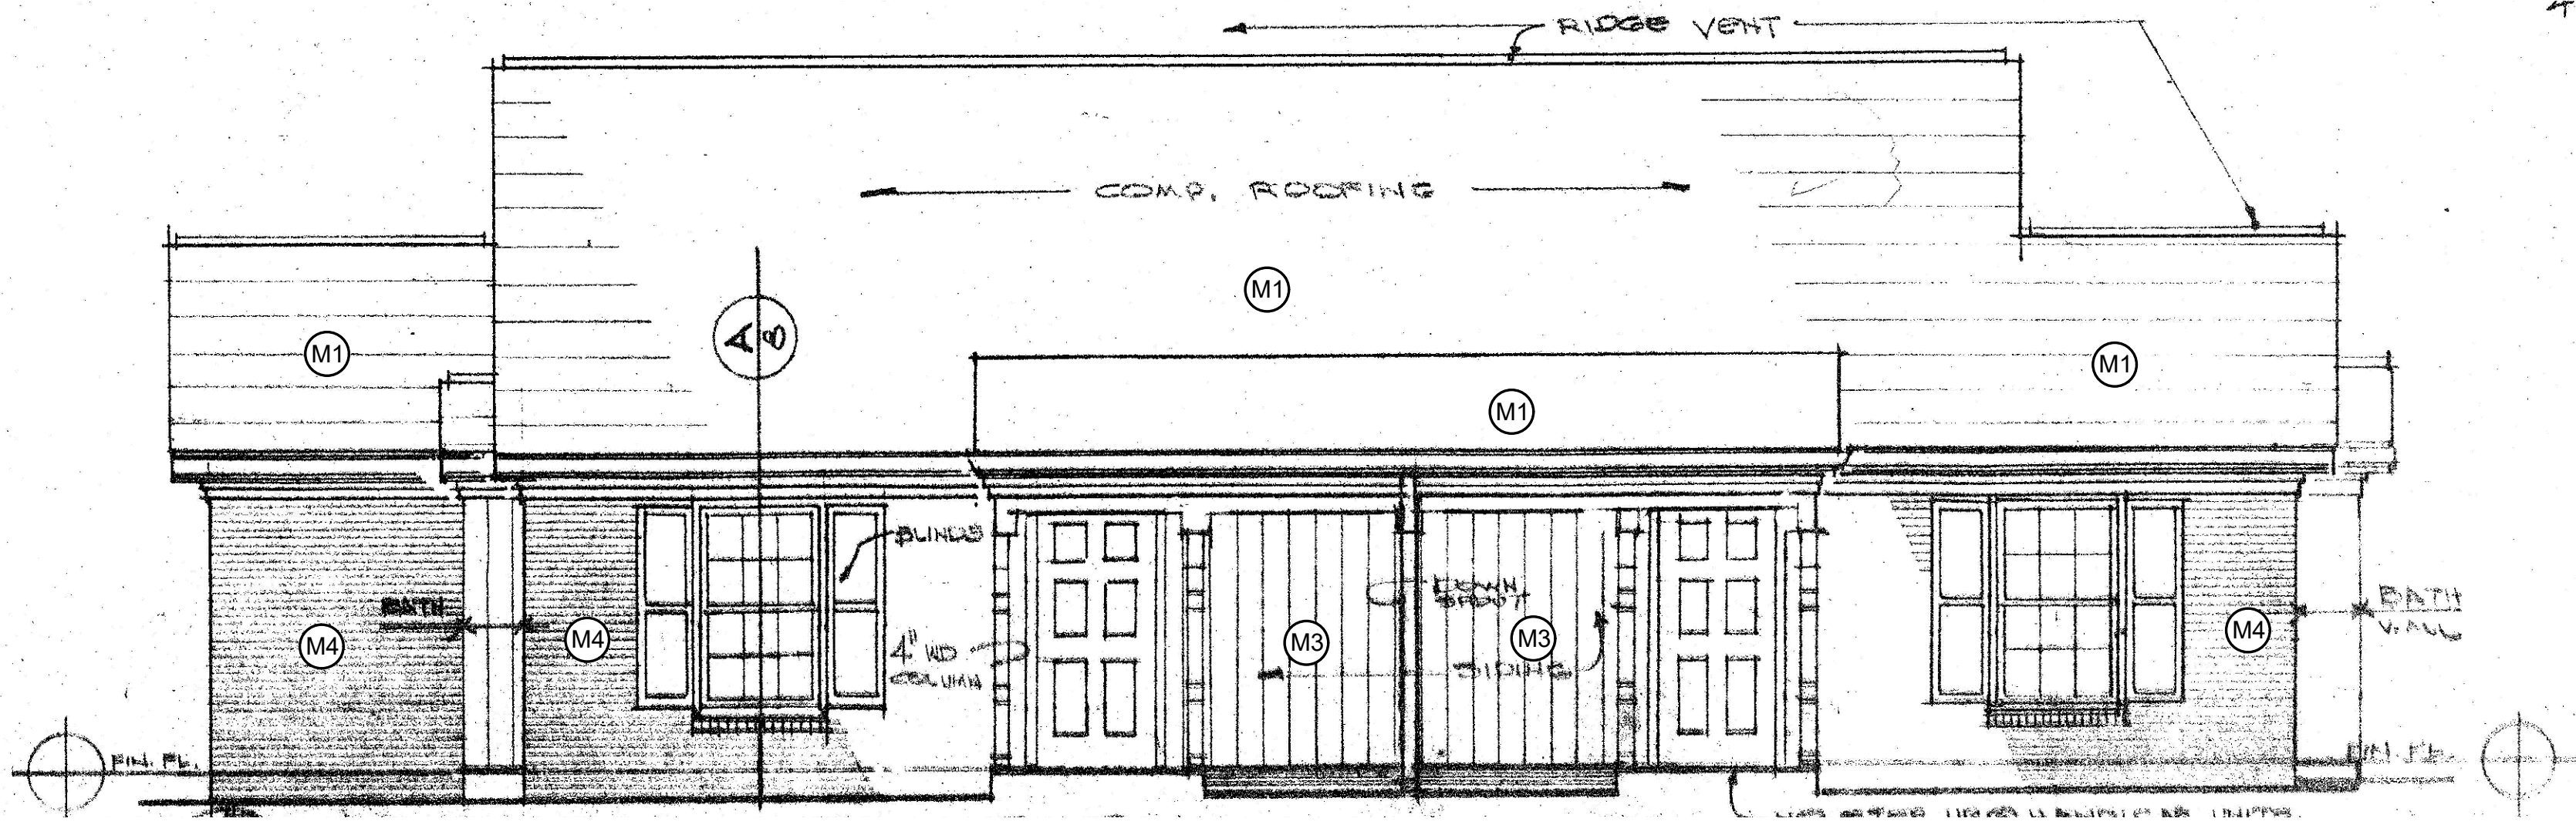 RIDGE VENT
COMP. ROOFING
M1
A
8
M1
M1
M1
BLINDS
BATH
DOWN
SPOUT
BATH
WALL
M4
M4
4" WD
COLUMN
M3
M3
SIDING
M4
FIN. FL.
FIN. FL.